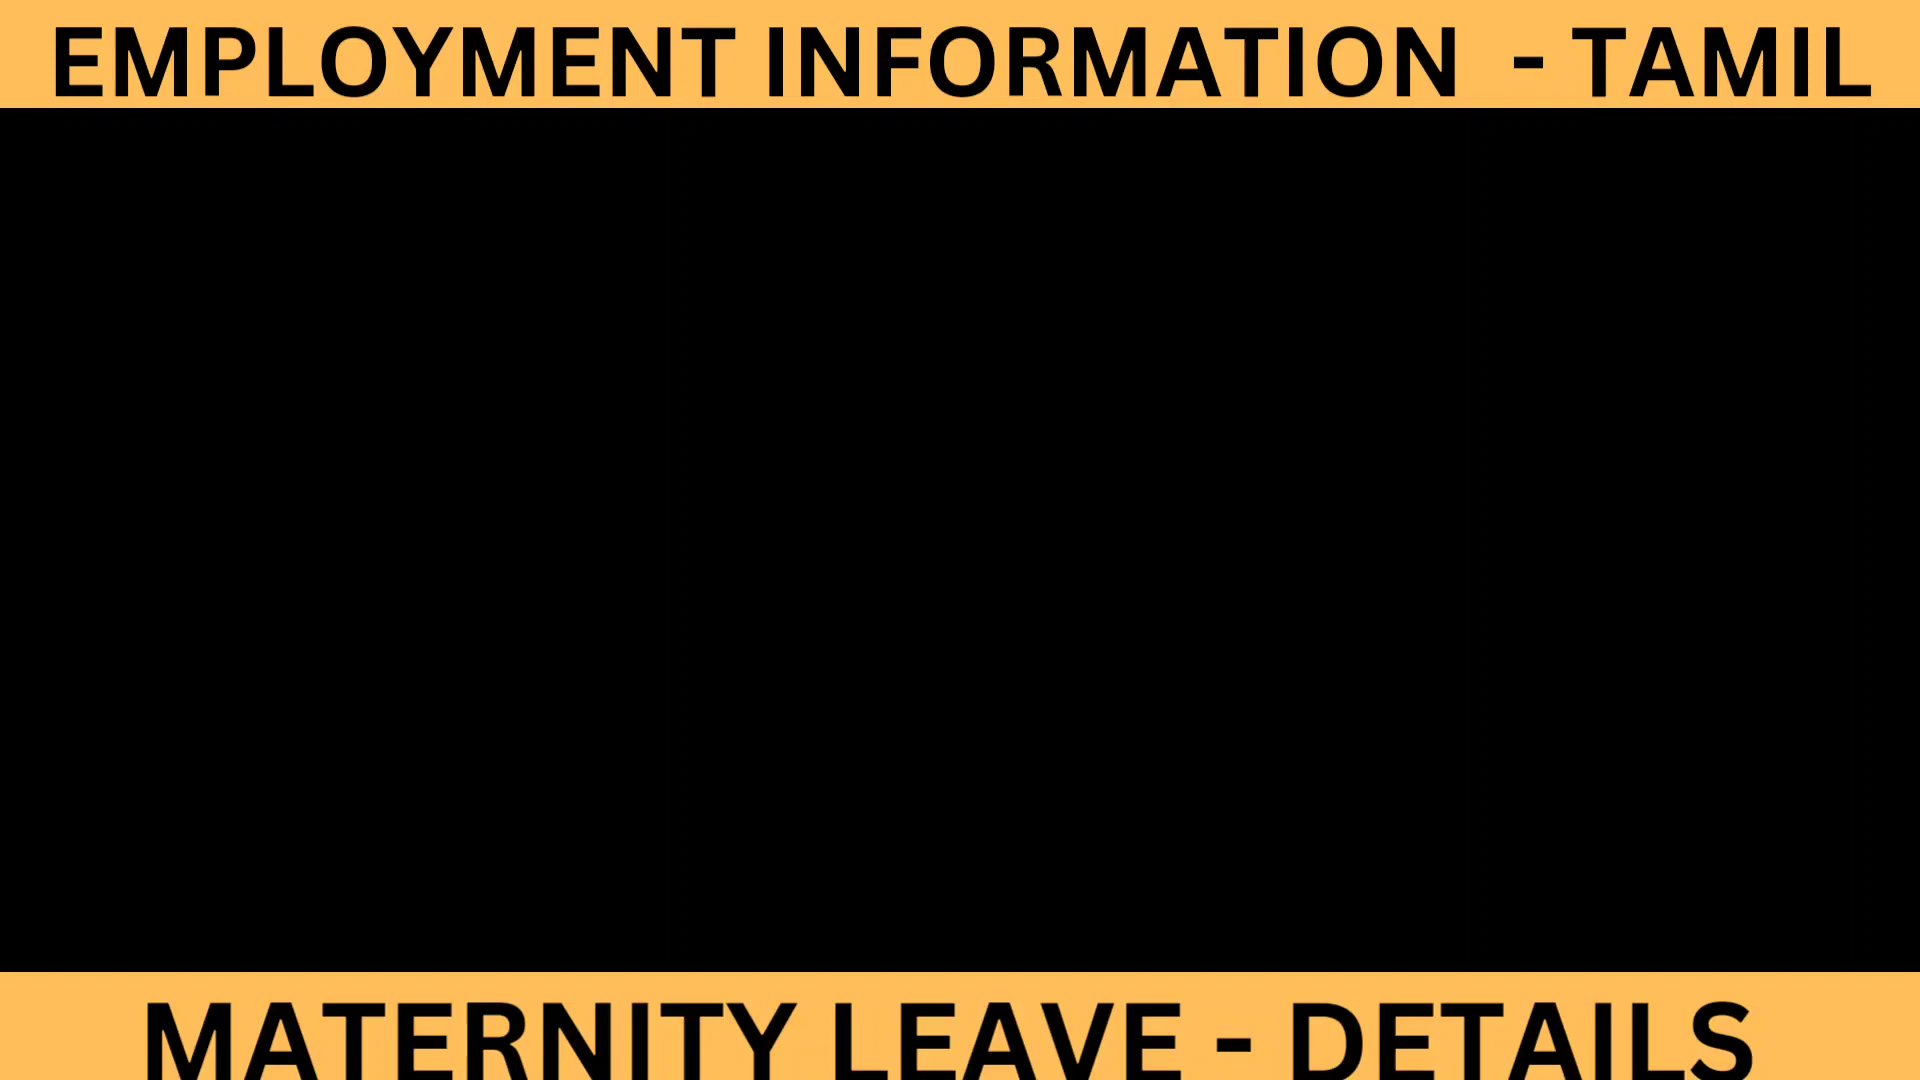 EMPLOYMENT INFORMATION - TAMIL
MATERNITY LEAVE - DETAILS